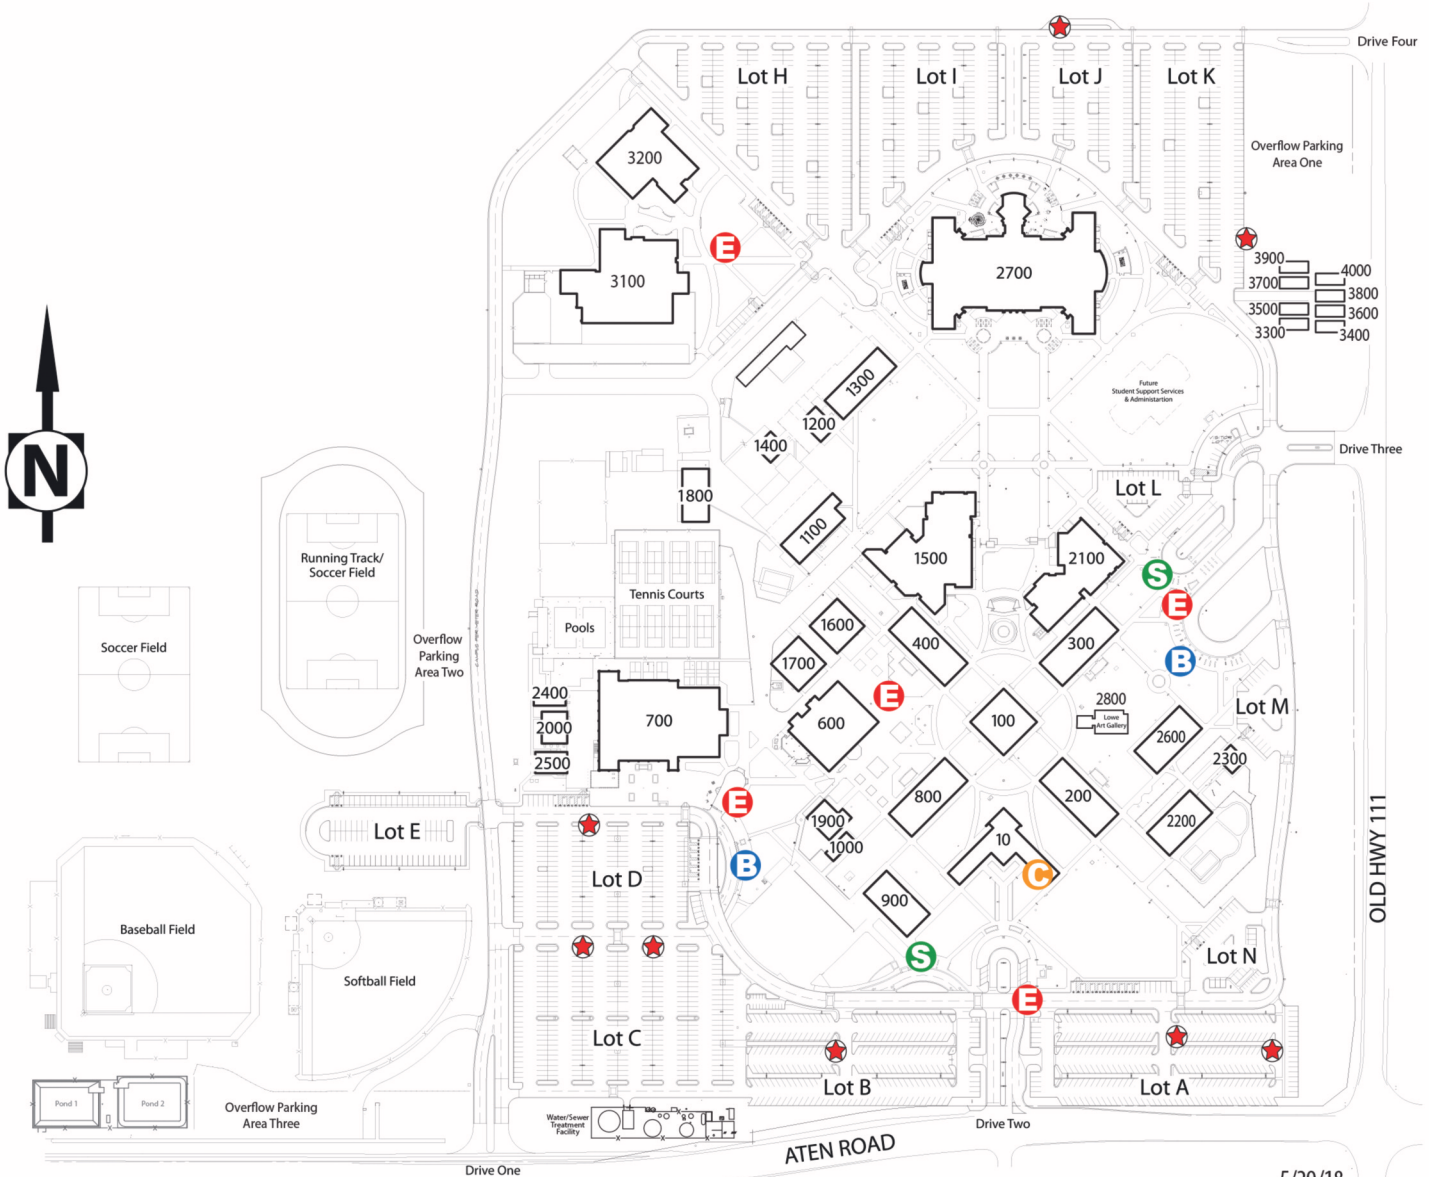 Drive Four
Lot H
Lot I
Lot J
Lot K
Overflow Parking
Area One
3200
E
2700
3100
3900
4000
3700
3800
3500
3600
3300
3400
1300
Future
Student Support Services
& Administartion
1200
1400
Drive Three
N
1800
Lot L
1100
1500
2100
Running Track/
Soccer Field
S
Tennis Courts
E
1600
Pools
Soccer Field
Overflow
Parking
Area Two
400
300
1700
B
2400
E
2800
Lot M
2000
700
600
100
Lowe
Art Gallery
2600
2500
2300
E
800
200
1900
2200
Lot E
1000
10
OLD HWY 111
B
Lot D
C
900
Baseball Field
S
Lot N
Softball Field
E
Lot C
Lot B
Lot A
Pond 1
Pond 2
Overflow Parking
Area Three
Water/Sewer
Treatment
Facility
Drive Two
ATEN ROAD
Drive One
5/20/18